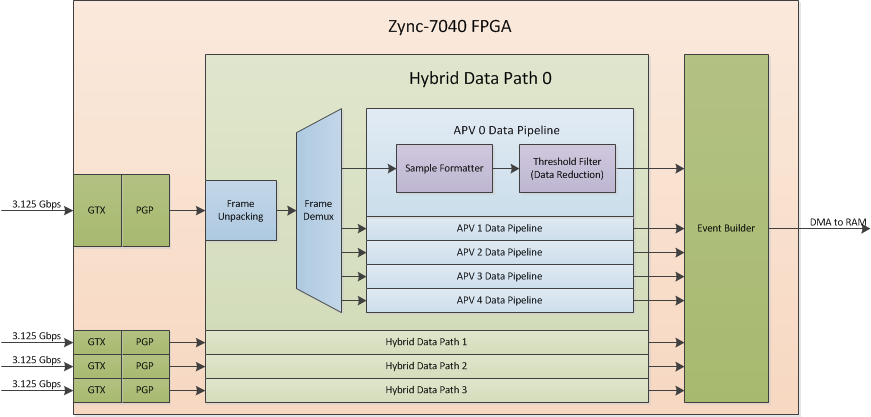 Zync-7040 FPGA
Hybrid Data Path 0
APV 0 Data Pipeline
Sample Formatter
Threshold Filter
(Data Reduction)
3.125 Gbps
GTX
PGP
Frame
Unpacking
Frame
Demux
APV 1 Data Pipeline
APV 2 Data Pipeline
APV 3 Data Pipeline
APV 4 Data Pipeline
Event Builder
DMA to RAM
3.125 Gbps
GTX
PGP
Hybrid Data Path 1
3.125 Gbps
GTX
PGP
Hybrid Data Path 2
3.125 Gbps
GTX
PGP
Hybrid Data Path 3